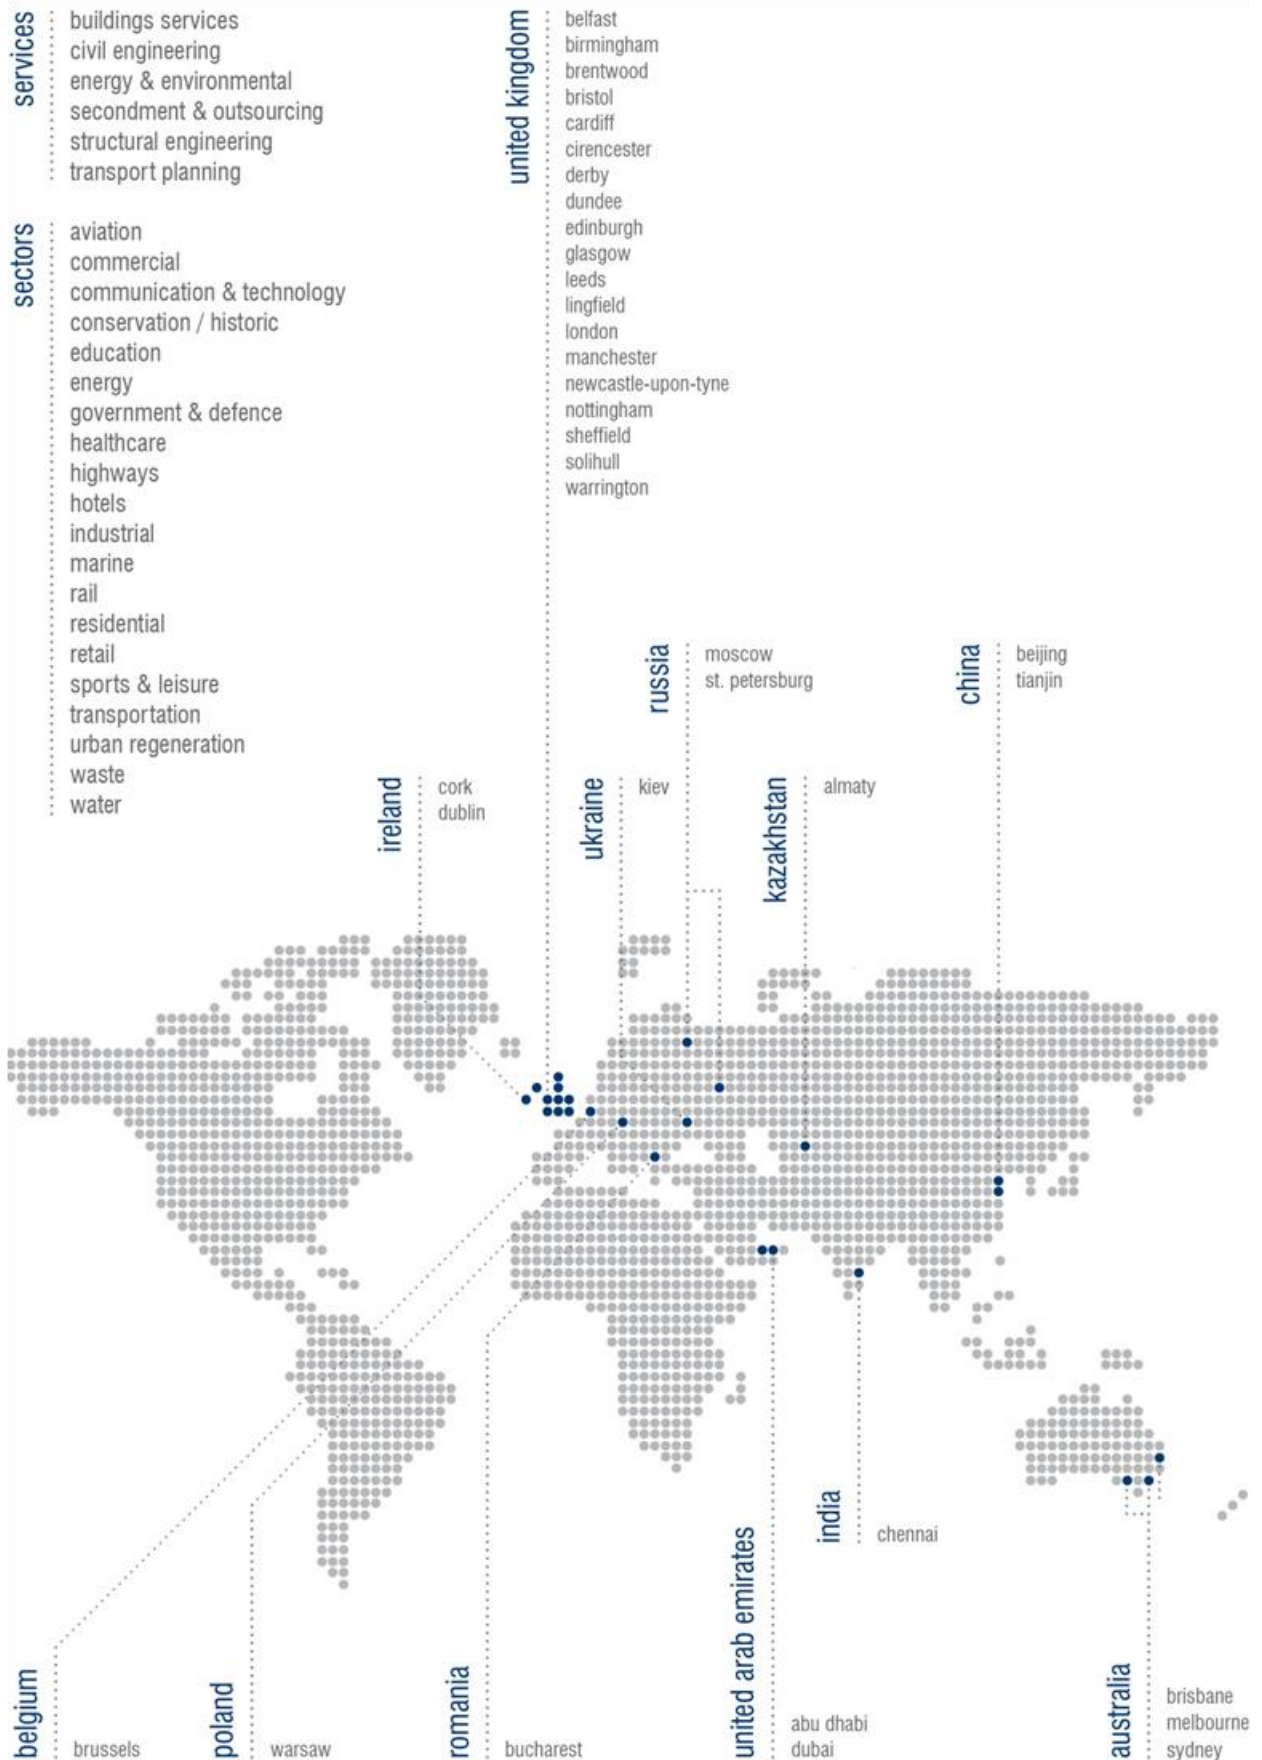 services
buildings services
civil engineering
energy & environmental
secondment & outsourcing
structural engineering
transport planning
sectors
aviation
commercial
communication & technology
conservation / historic
education
energy
government & defence
healthcare
highways
hotels
industrial
marine
rail
residential
retail
sports & leisure
transportation
urban regeneration
waste
water
united kingdom
belfast
birmingham
brentwood
bristol
cardiff
cirencester
derby
dundee
edinburgh
glasgow
leeds
lingfield
london
manchester
newcastle-upon-tyne
nottingham
sheffield
solihull
warrington
russia
moscow
st. petersburg
china
beijing
tianjin
ireland
cork
dublin
ukraine
kiev
kazakhstan
almaty
belgium
brussels
poland
warsaw
romania
bucharest
united arab emirates
abu dhabi
dubai
india
chennai
australia
brisbane
melbourne
sydney